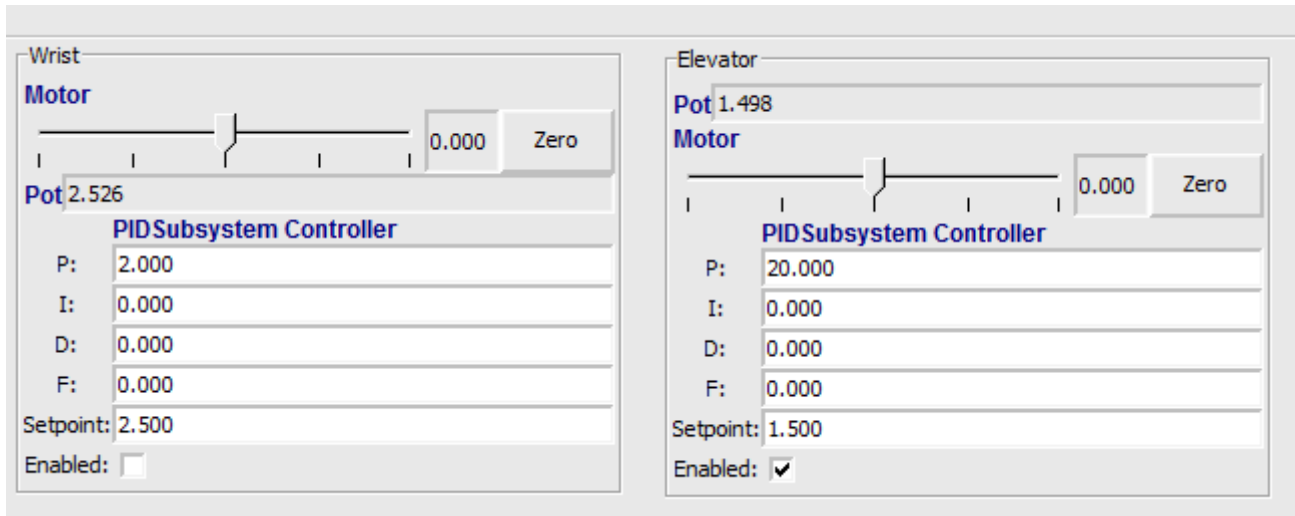 Wrist
Motor
0.000 Zero
Pot 2.526
PIDSubsystem Controller
P: 2.000
I: 0.000
D: 0.000
F: 0.000
Setpoint: 2.500
Enabled:
Elevator
Pot 1.498
Motor
0.000 Zero
PIDSubsystem Controller
P: 20.000
I: 0.000
D: 0.000
F: 0.000
Setpoint: 1.500
Enabled: